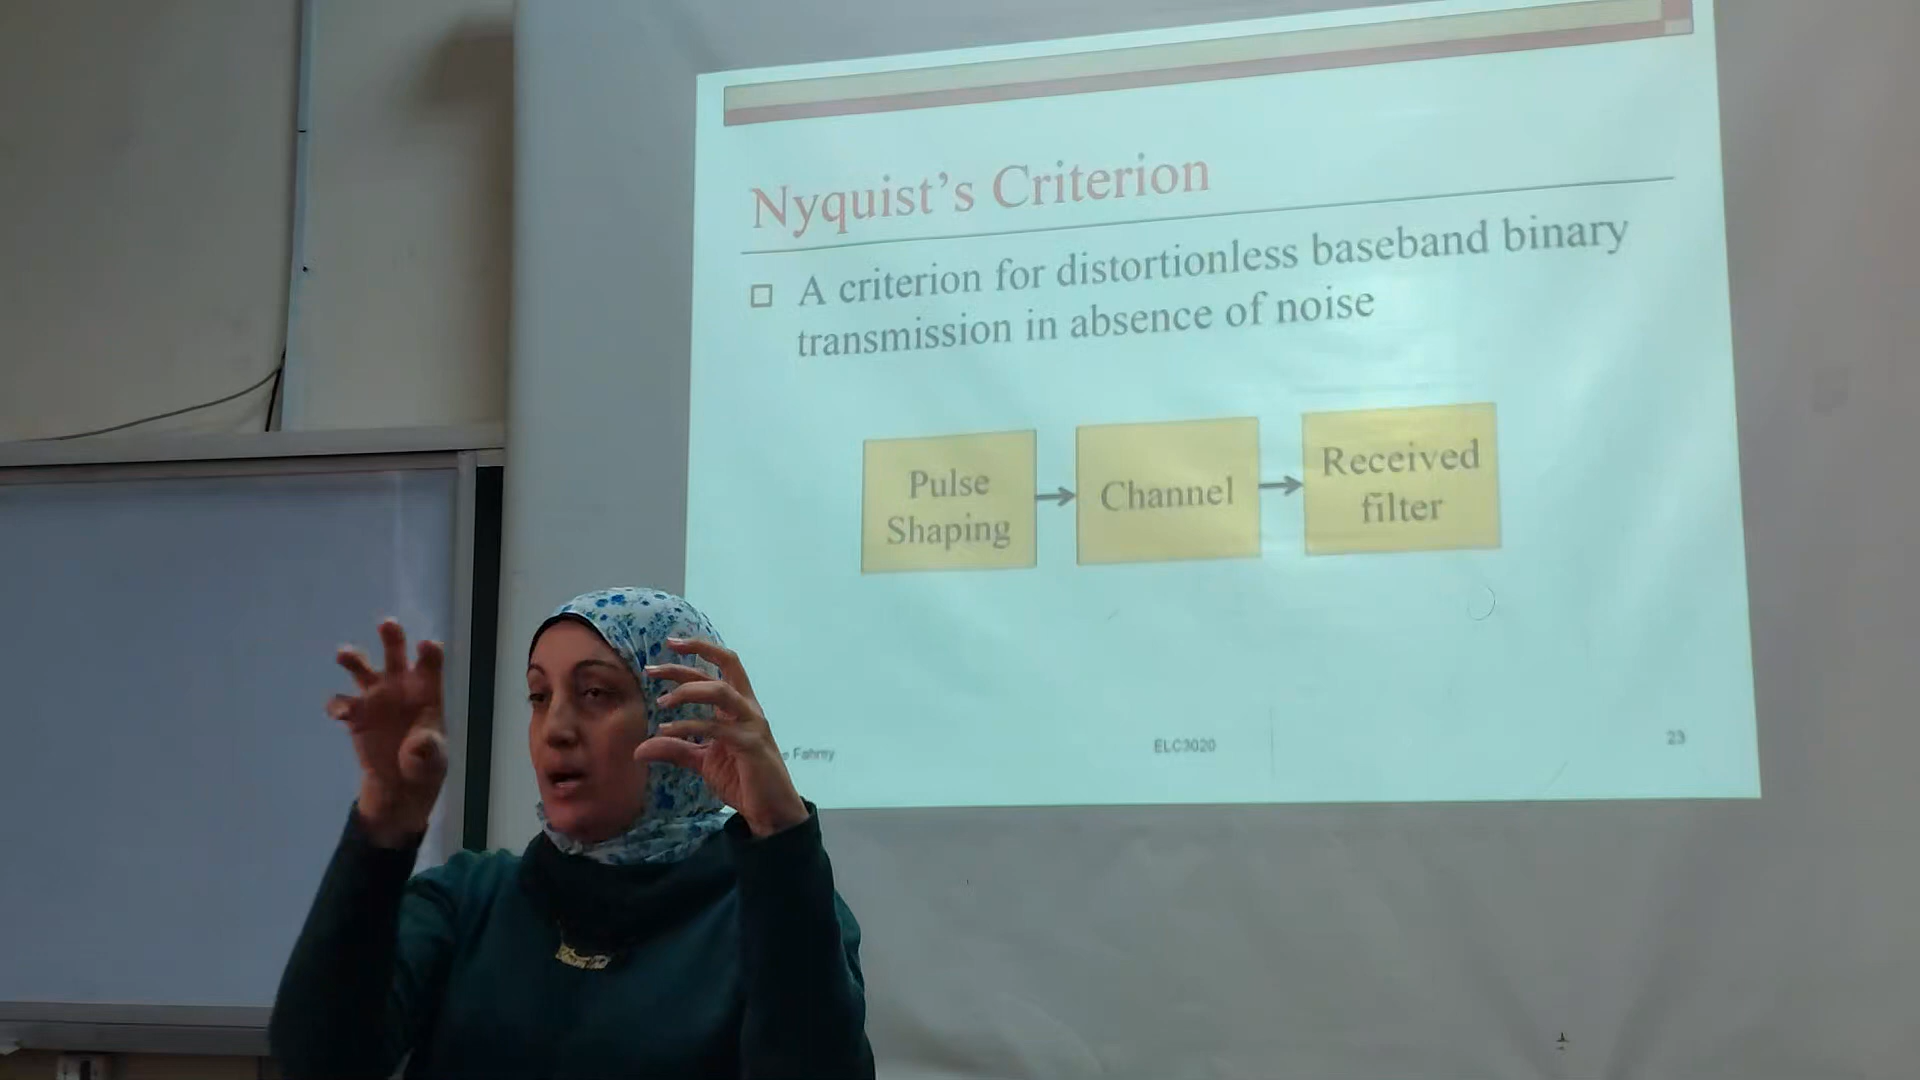 Nyquist's Criterion
A criterion for distortionless baseband binary
transmission in absence of noise
Pulse
Shaping
Channel
Received
filter
Fahmy
ELC3020
23